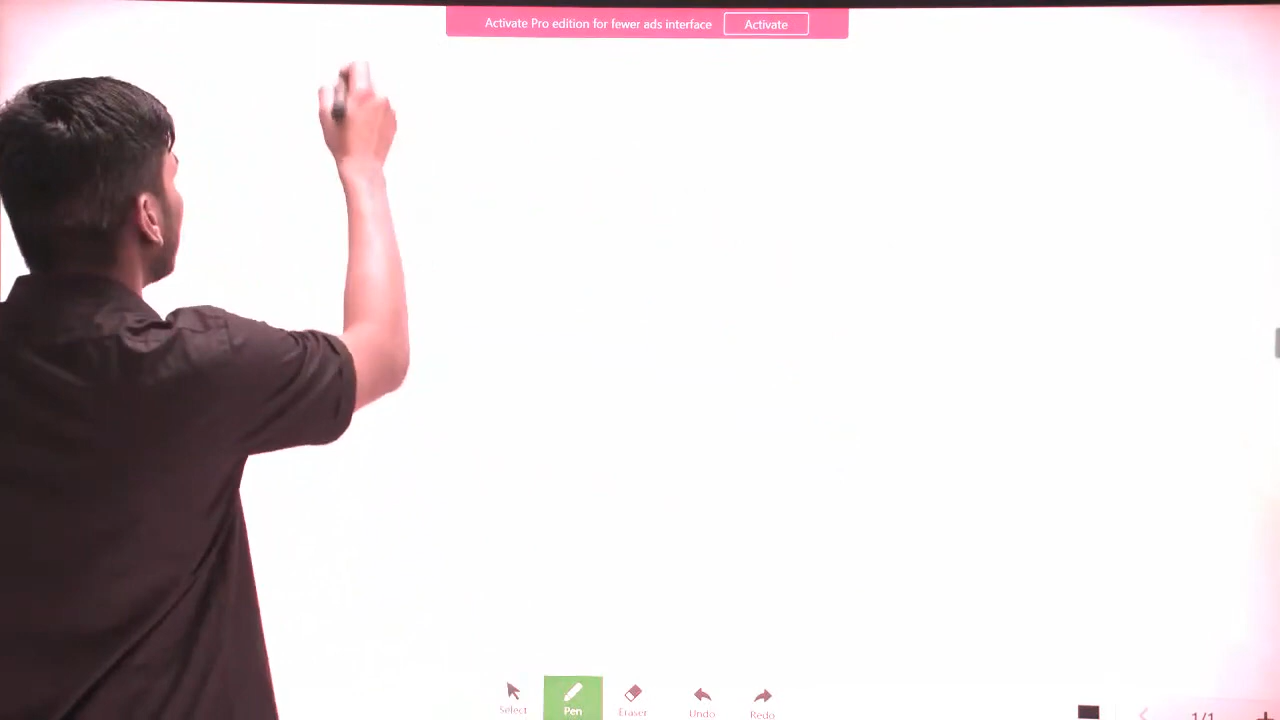 Activate Pro edition for fewer ads interface Activate
Select Pen Eraser Undo Redo
1/1